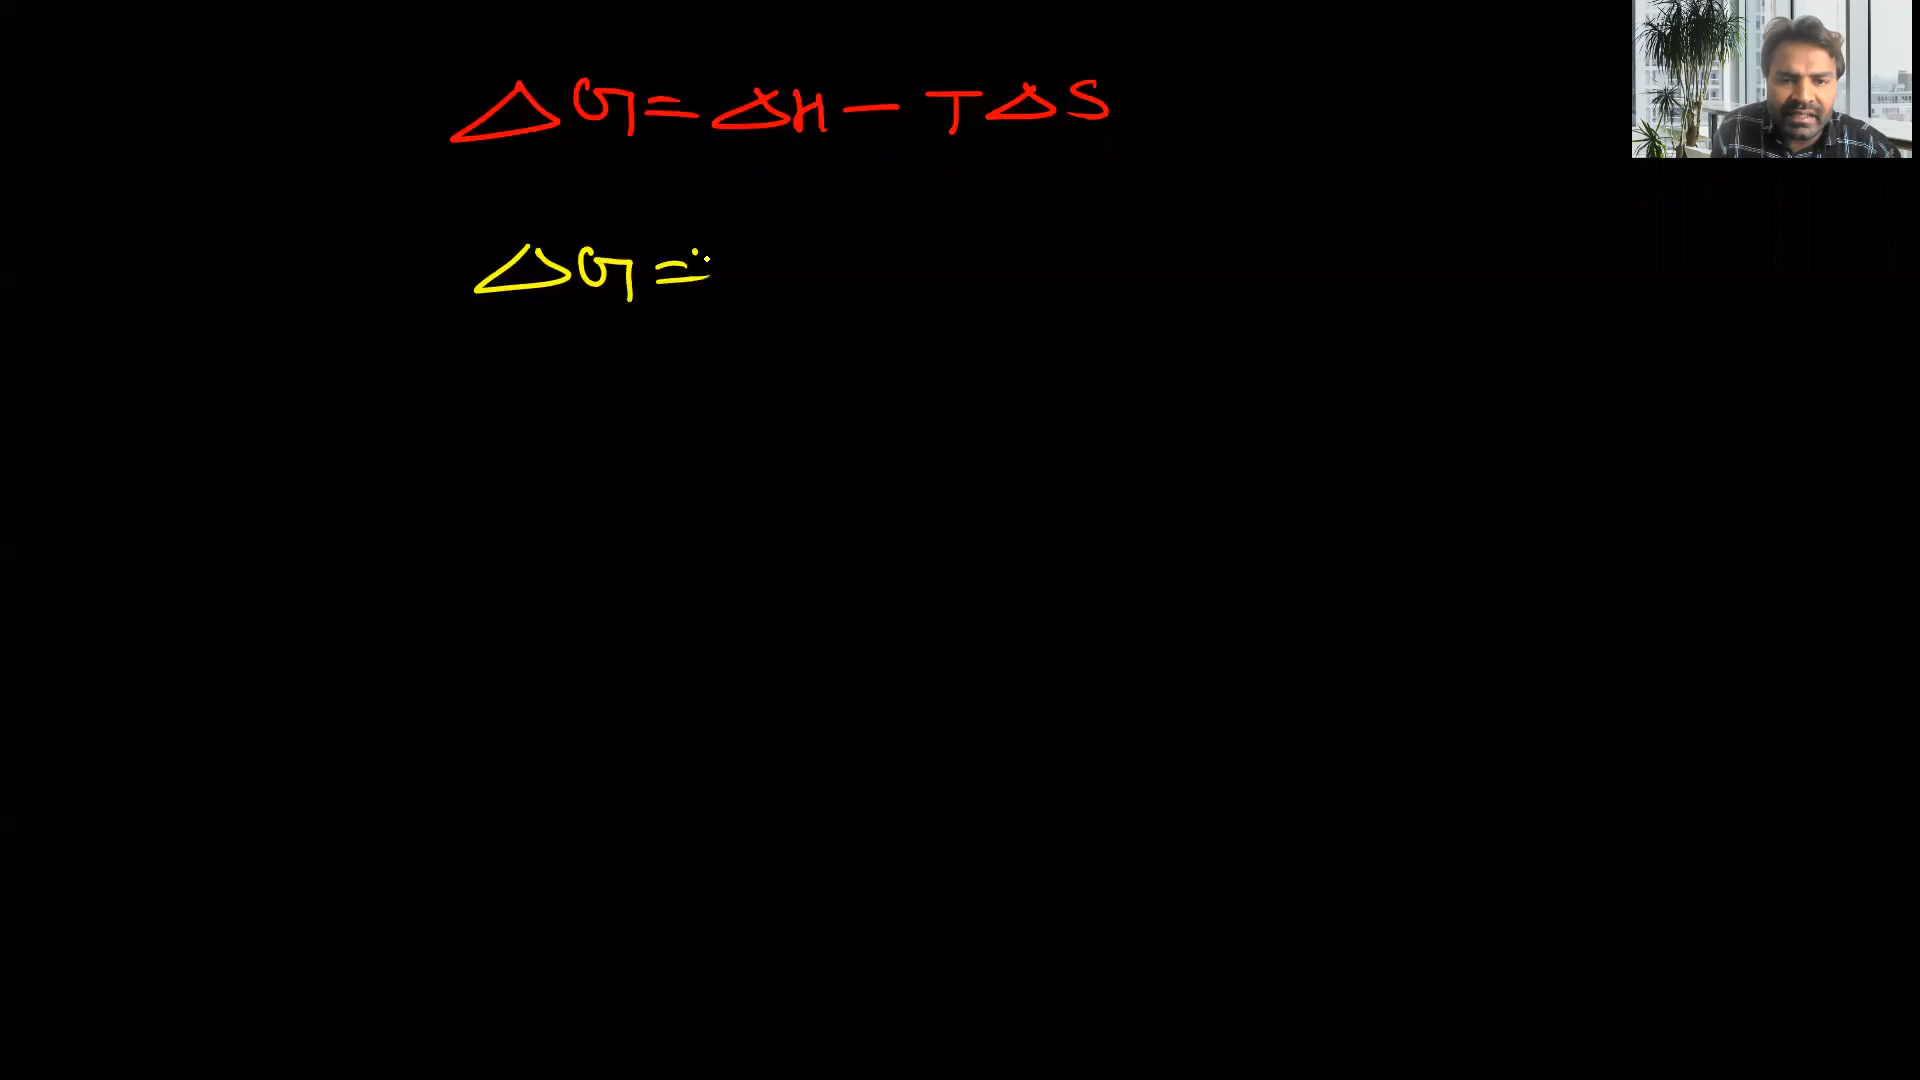 ΔG = ΔH - TΔS
ΔG =